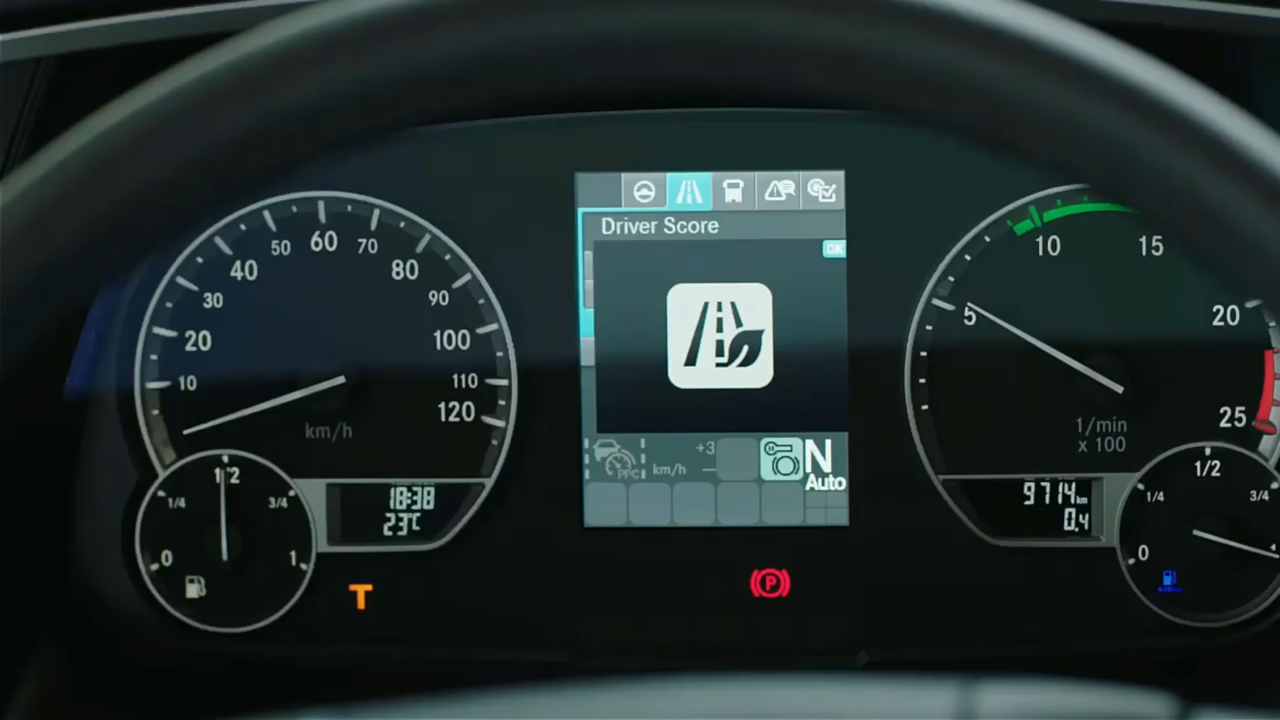 Driver Score
OK
50 60 70
40 80
30 90
20 100
10 110
120
km/h
PPC
km/h
+3
N
Auto
10 15
5 20
25
1/min
x 100
1/2
1/4 3/4
0 1
18:38
23°C
9714km
0.4
1/2
1/4 3/4
0
T
P